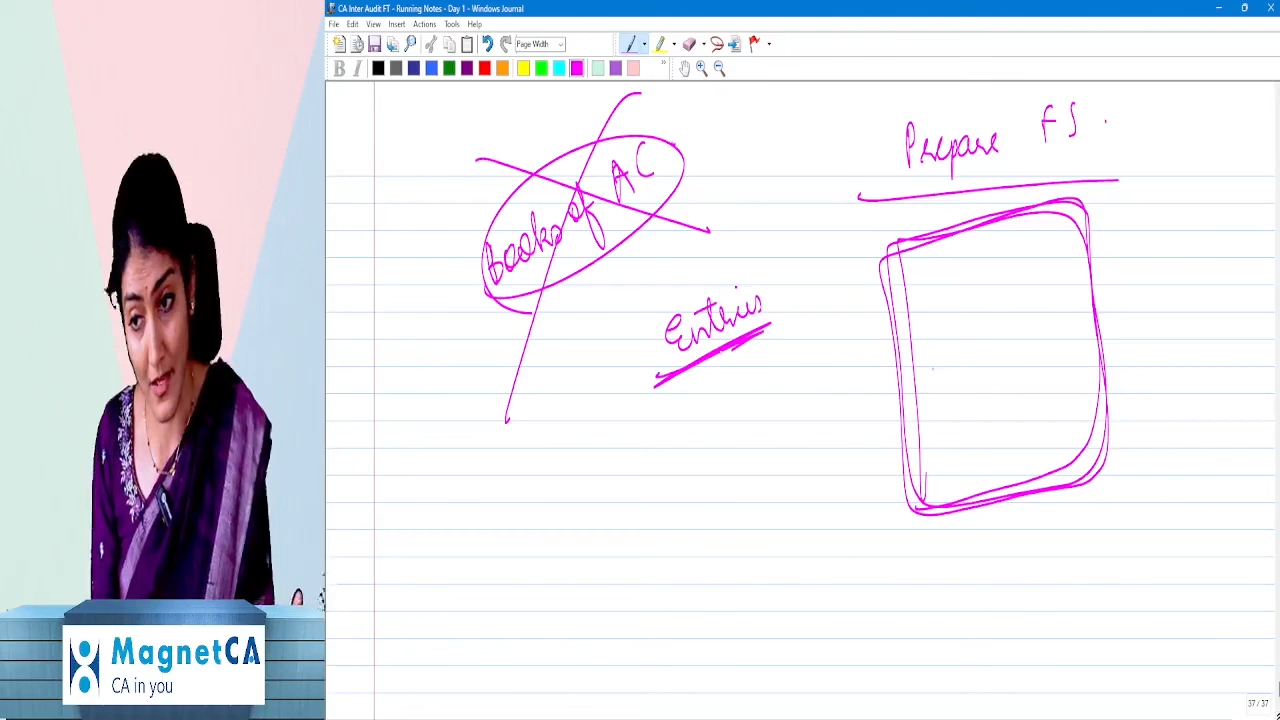 CA Inter Audit FT - Running Notes - Day 1 - Windows Journal
File Edit View Insert Actions Tools Help
Page Width
B I
Prepare FS.
Books of AC
Entries
MagnetCA
CA in you
37 / 37